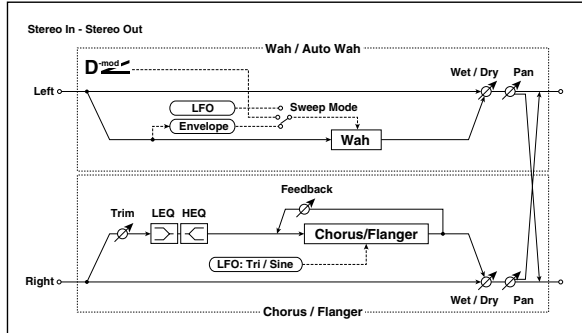 Stereo In - Stereo Out
Wah / Auto Wah
D-mod
Wet / Dry
Pan
Left
LFO
Sweep Mode
Envelope
Wah
Feedback
Trim
LEQ
HEQ
Chorus/Flanger
LFO: Tri / Sine
Right
Wet / Dry
Pan
Chorus / Flanger